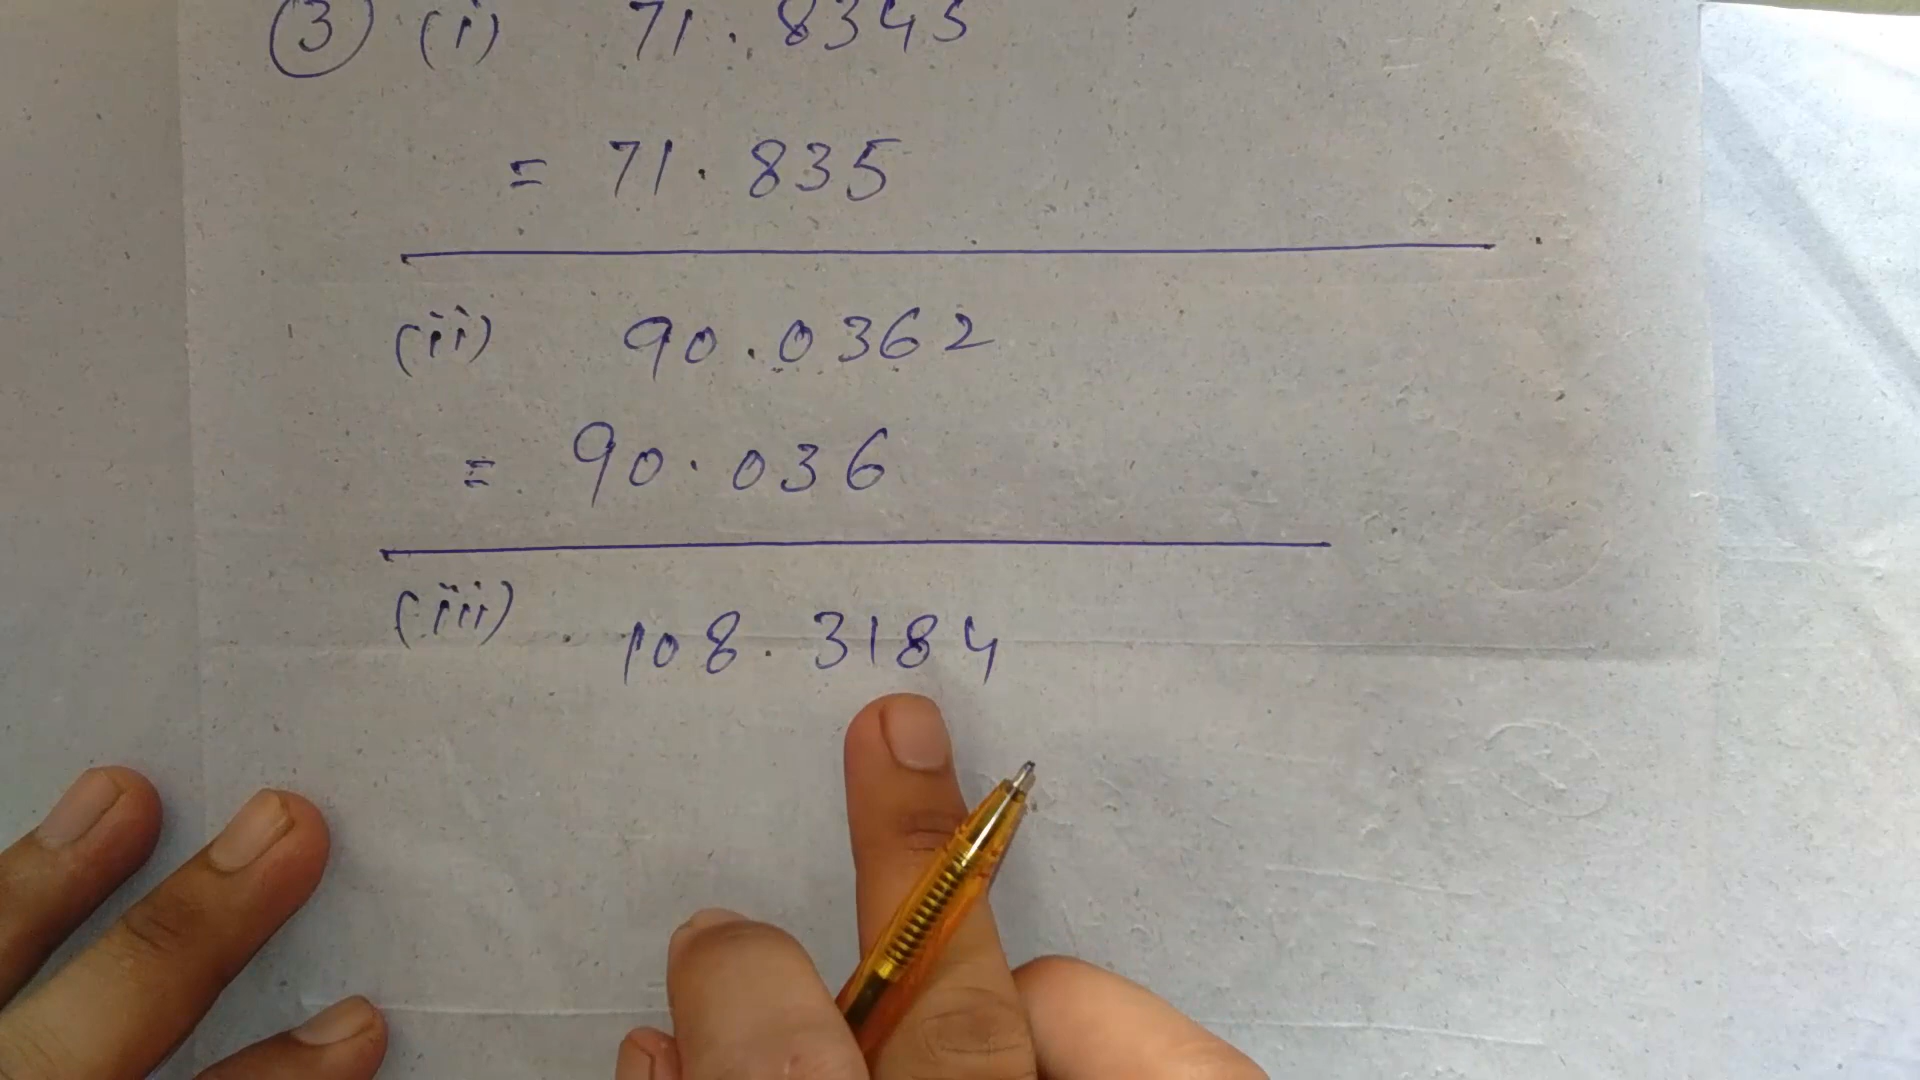 3 (i) 71.8345
= 71.835
(ii) 90.0362
= 90.036
(iii) 108.3184